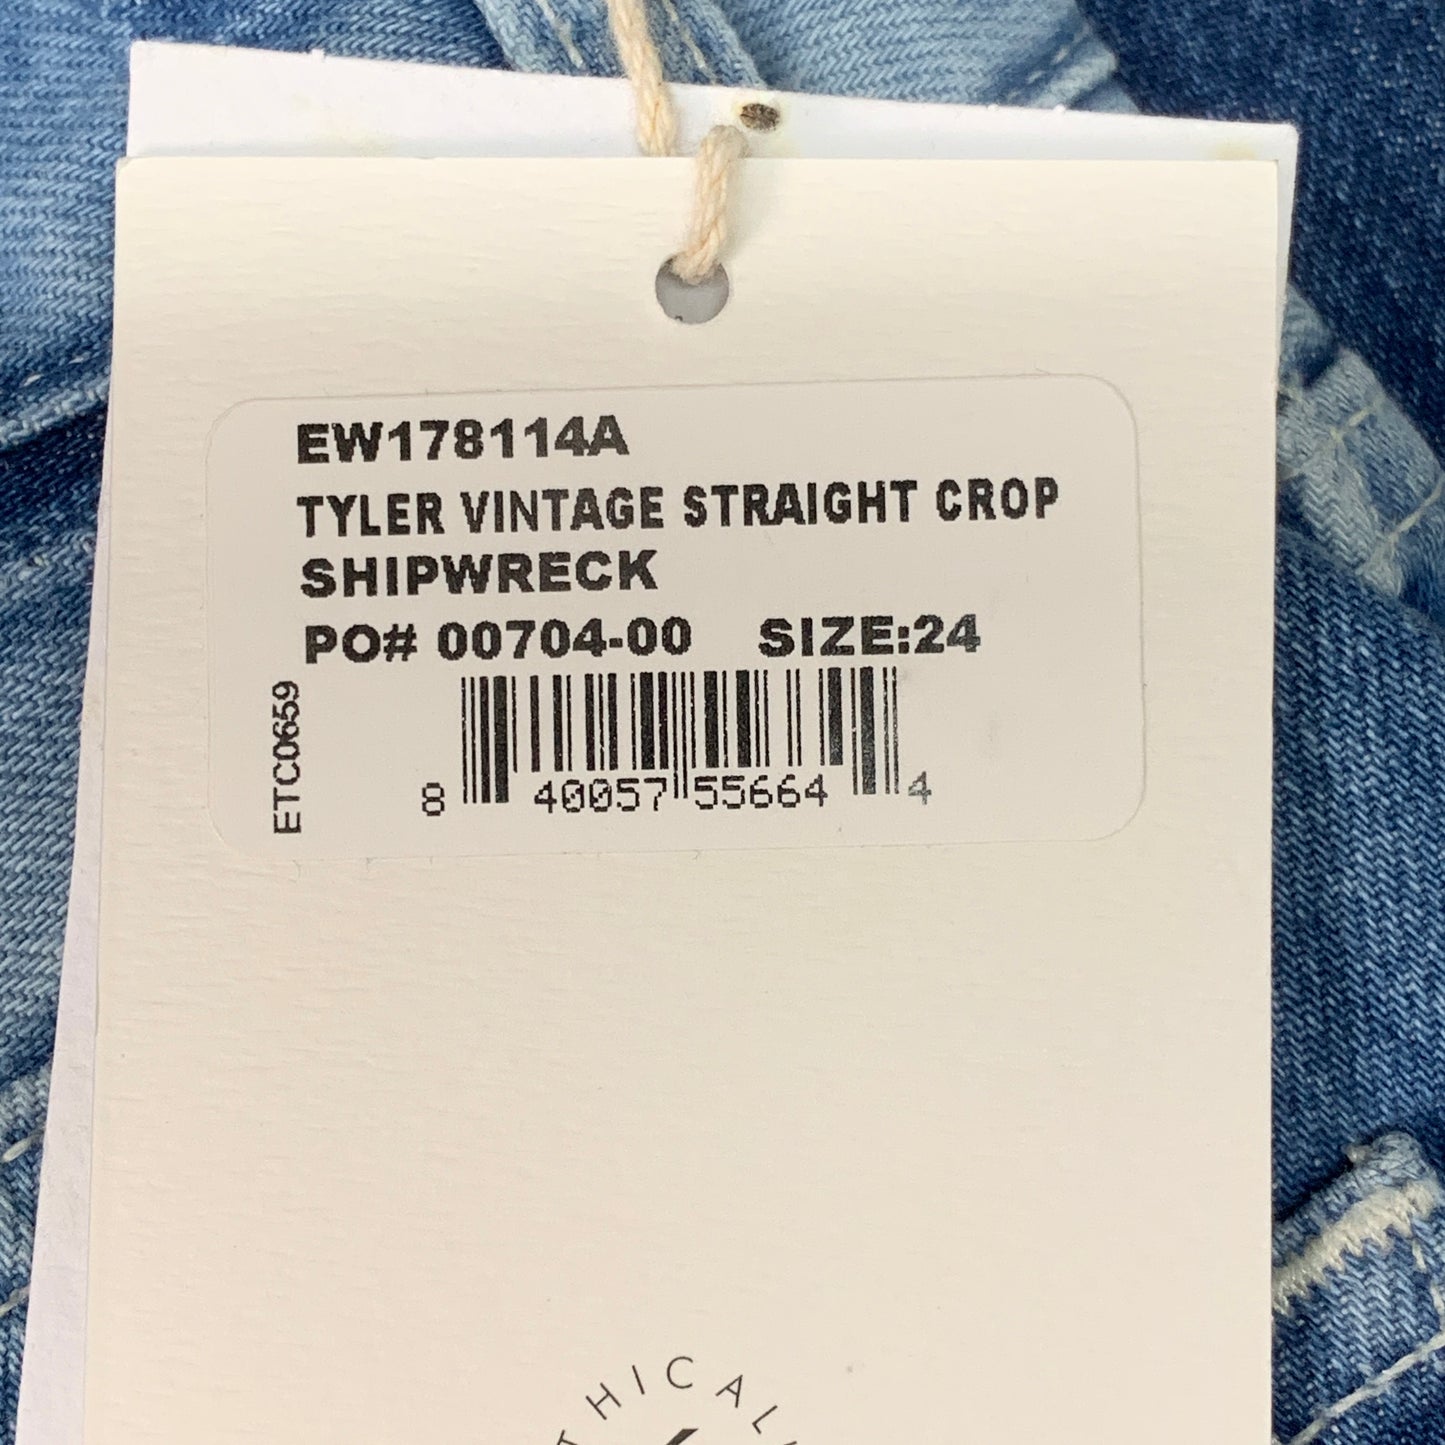 EW178114A
TYLER VINTAGE STRAIGHT CROP
SHIPWRECK
PO# 00704-00 SIZE:24
ETC0659
8 40057 55664 4
THICAL